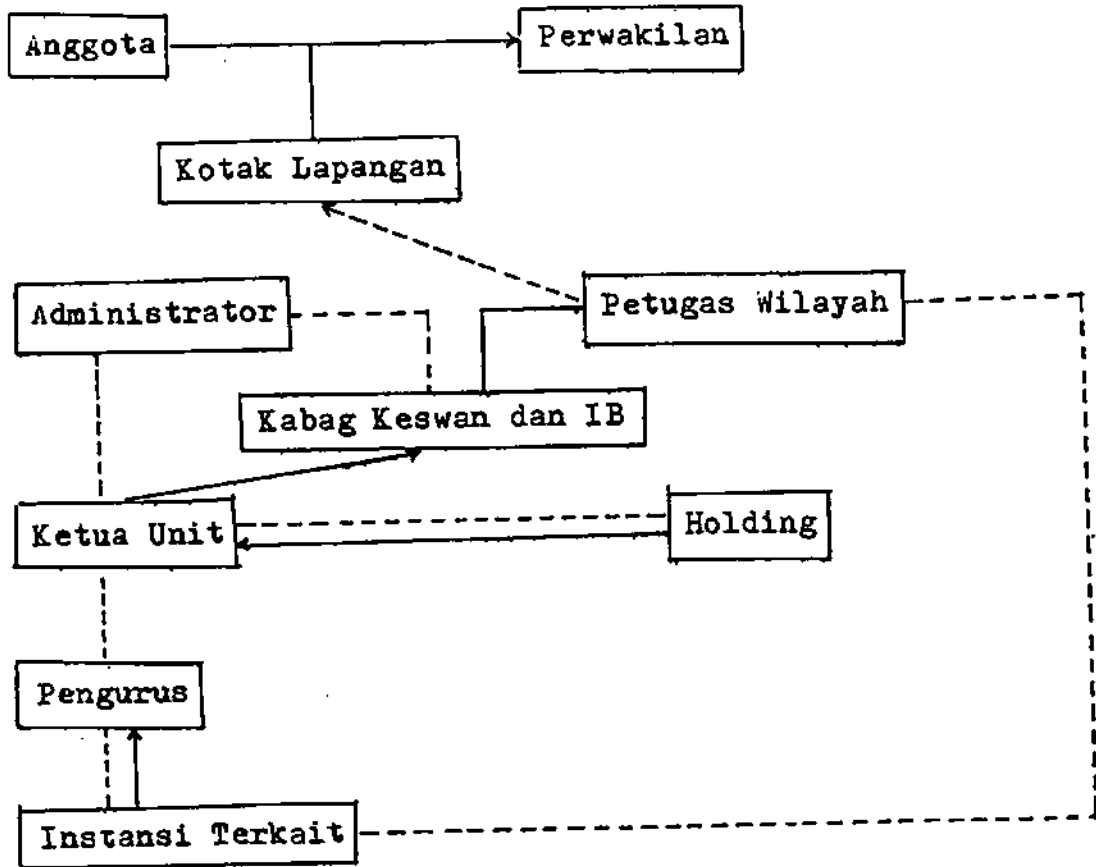 Anggota
Perwakilan
Kotak Lapangan
Administrator
Petugas Wilayah
Kabag Keswan dan IB
Ketua Unit
Holding
Pengurus
Instansi Terkait